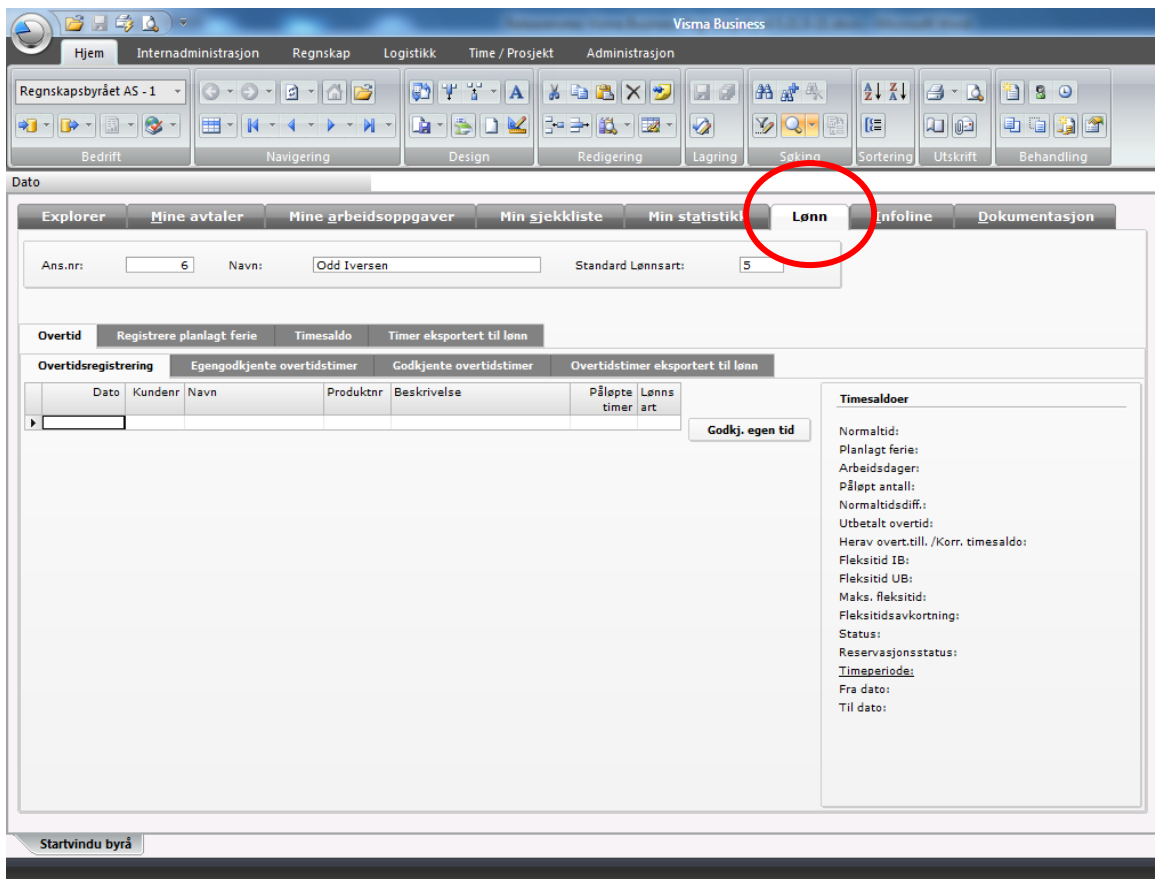 Visma Business
Hjem Internadministrasjon Regnskap Logistikk Time / Prosjekt Administrasjon
Regnskapsbyrået AS - 1
Bedrift Navigering Design Redigering Lagring Søking Sortering Utskrift Behandling
Dato
Explorer Mine avtaler Mine arbeidsoppgaver Min sjekkliste Min statistikk Lønn Infoline Dokumentasjon
Ans.nr: 6 Navn: Odd Iversen Standard Lønnsart: 5
Overtid Registrere planlagt ferie Timesaldo Timer eksportert til lønn
Overtidsregistrering Egengodkjente overtidstimer Godkjente overtidstimer Overtidstimer eksportert til lønn
Dato Kundenr Navn Produktnr Beskrivelse Påløpte Lønns
timer art
Godkj. egen tid
Timesaldoer
Normaltid:
Planlagt ferie:
Arbeidsdager:
Påløpt antall:
Normaltidsdiff.:
Utbetalt overtid:
Herav overt.till. /Korr. timesaldo:
Fleksitid IB:
Fleksitid UB:
Maks. fleksitid:
Fleksitidsavkortning:
Status:
Reservasjonsstatus:
Timeperiode:
Fra dato:
Til dato:
Startvindu byrå